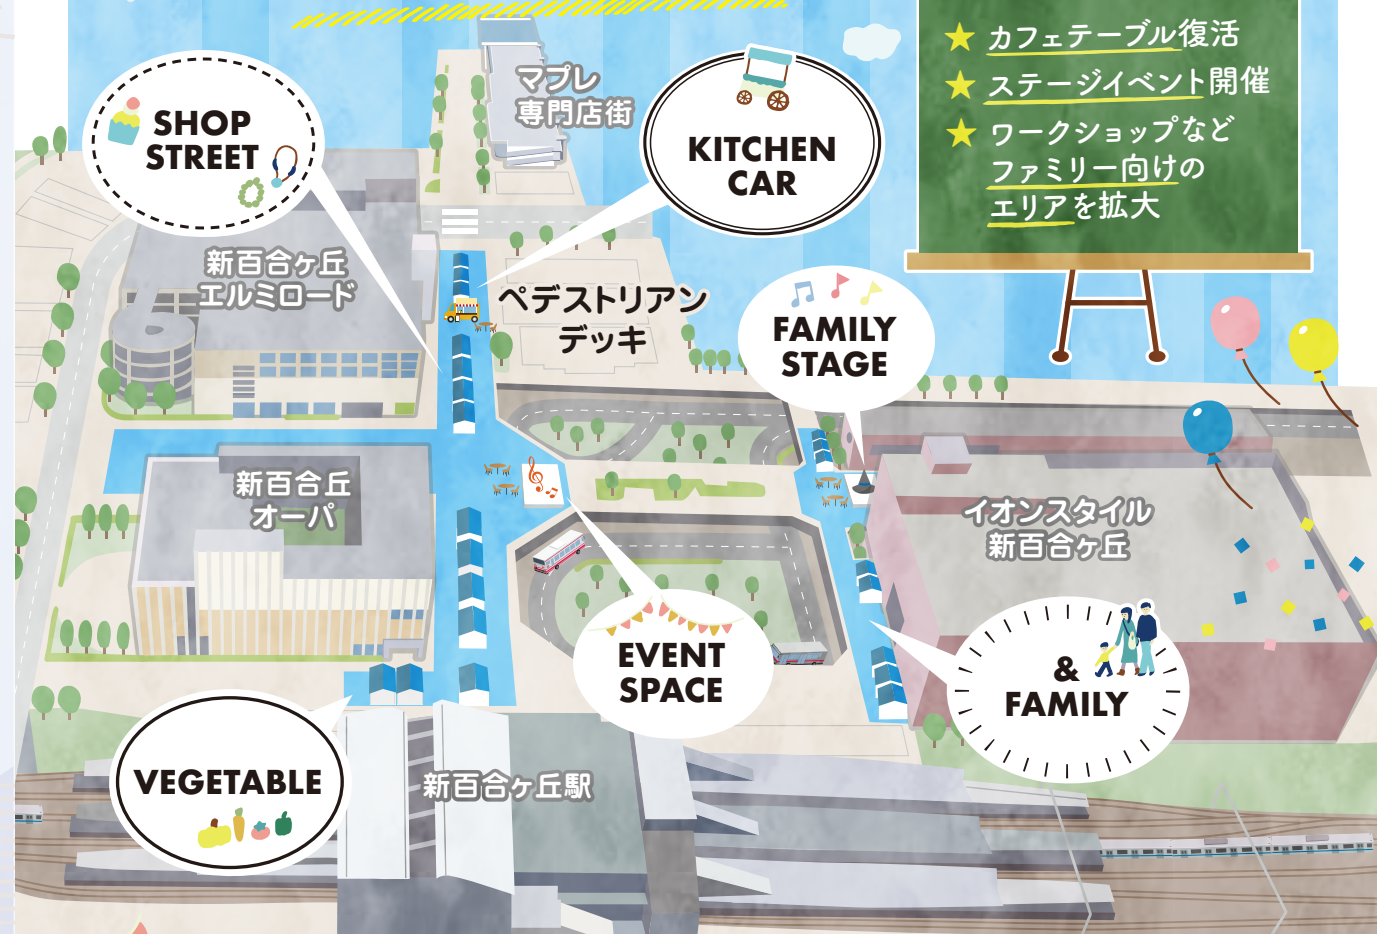 カフェテーブル復活
ステージイベント開催
ワークショップなど
ファミリー向けの
エリアを拡大
マプレ
専門店街
SHOP
STREET
KITCHEN
CAR
新百合ヶ丘
エルミロード
ペデストリアン
デッキ
FAMILY
STAGE
新百合丘
オーパ
イオンスタイル
新百合ヶ丘
EVENT
SPACE
&
FAMILY
VEGETABLE
新百合ヶ丘駅